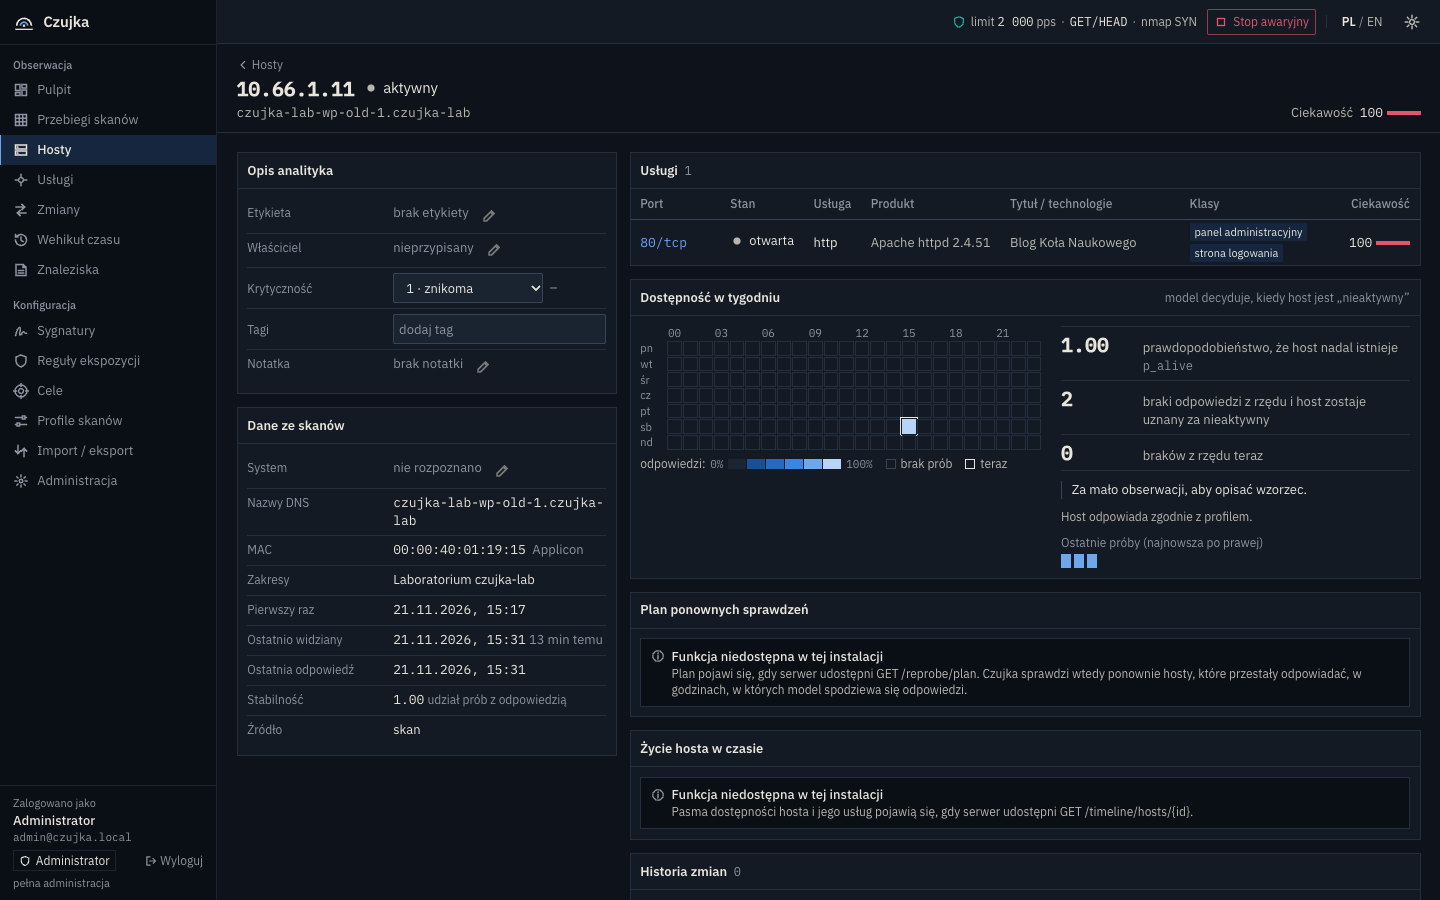 Czujka
limit 2 000 pps · GET/HEAD · nmap SYN
Stop awaryjny
PL / EN
Obserwacja
Pulpit
Przebiegi skanów
Hosty
Usługi
Zmiany
Wehikuł czasu
Znaleziska
Konfiguracja
Sygnatury
Reguły ekspozycji
Cele
Profile skanów
Import / eksport
Administracja
Zalogowano jako
Administrator
admin@czujka.local
Administrator
Wyloguj
pełna administracja
Hosty
10.66.1.11 aktywny
czujka-lab-wp-old-1.czujka-lab
Ciekawość 100
Opis analityka
Etykieta brak etykiety
Właściciel nieprzypisany
Krytyczność 1 · znikoma –
Tagi dodaj tag
Notatka brak notatki
Dane ze skanów
System nie rozpoznano
Nazwy DNS czujka-lab-wp-old-1.czujka-
lab
MAC 00:00:40:01:19:15 Applicon
Zakresy Laboratorium czujka-lab
Pierwszy raz 21.11.2026, 15:17
Ostatnio widziany 21.11.2026, 15:31 13 min temu
Ostatnia odpowiedź 21.11.2026, 15:31
Stabilność 1.00 udział prób z odpowiedzią
Źródło skan
Usługi 1
Port Stan Usługa Produkt Tytuł / technologie Klasy Ciekawość
80/tcp otwarta http Apache httpd 2.4.51 Blog Koła Naukowego panel administracyjny 100
strona logowania
Dostępność w tygodniu
model decyduje, kiedy host jest „nieaktywny”
00 03 06 09 12 15 18 21
pn
wt
śr
cz
pt
sb
nd
odpowiedzi: 0% 100% brak prób teraz
1.00 prawdopodobieństwo, że host nadal istnieje
p_alive
2 braki odpowiedzi z rzędu i host zostaje
uznany za nieaktywny
0 braków z rzędu teraz
Za mało obserwacji, aby opisać wzorzec.
Host odpowiada zgodnie z profilem.
Ostatnie próby (najnowsza po prawej)
Plan ponownych sprawdzeń
Funkcja niedostępna w tej instalacji
Plan pojawi się, gdy serwer udostępni GET /reprobe/plan. Czujka sprawdzi wtedy ponownie hosty, które przestały odpowiadać, w
godzinach, w których model spodziewa się odpowiedzi.
Życie hosta w czasie
Funkcja niedostępna w tej instalacji
Pasma dostępności hosta i jego usług pojawią się, gdy serwer udostępni GET /timeline/hosts/{id}.
Historia zmian 0